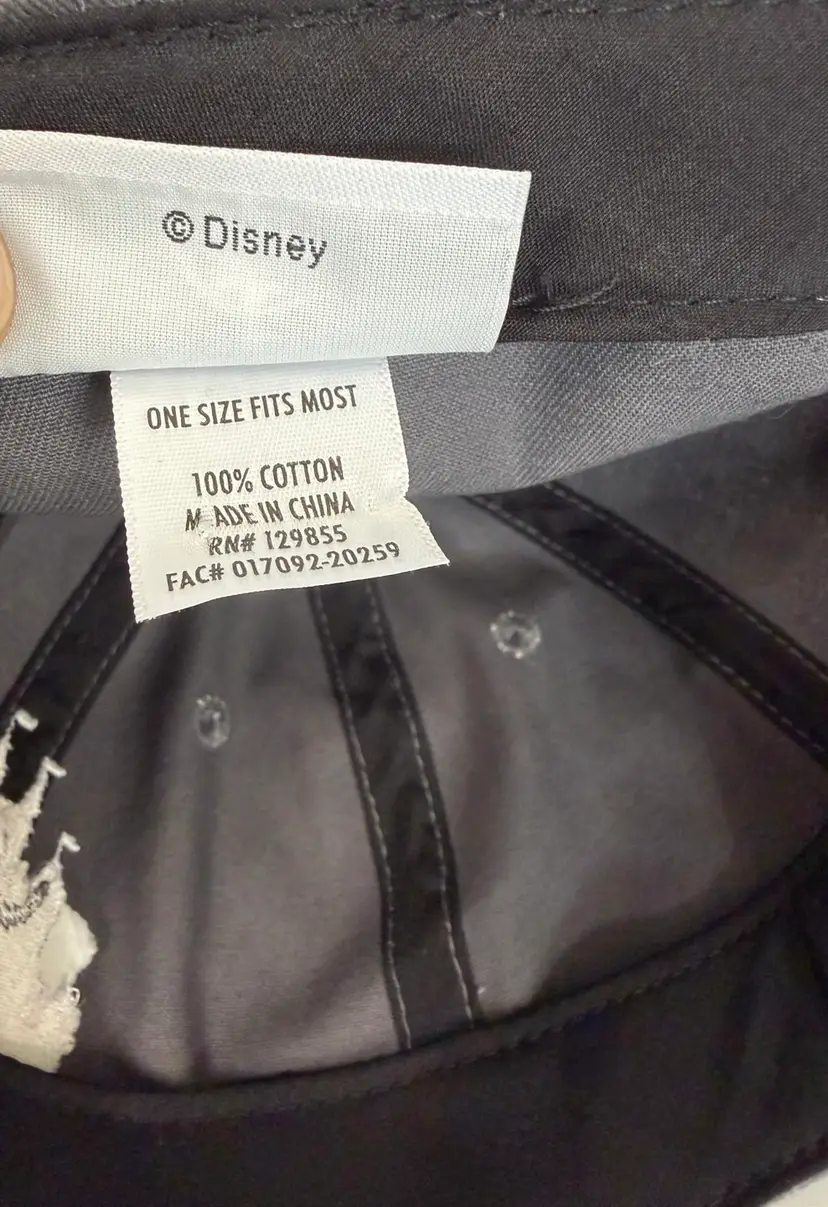 © Disney
ONE SIZE FITS MOST
100% COTTON
MADE IN CHINA
RN# 129855
FAC# 017092-20259